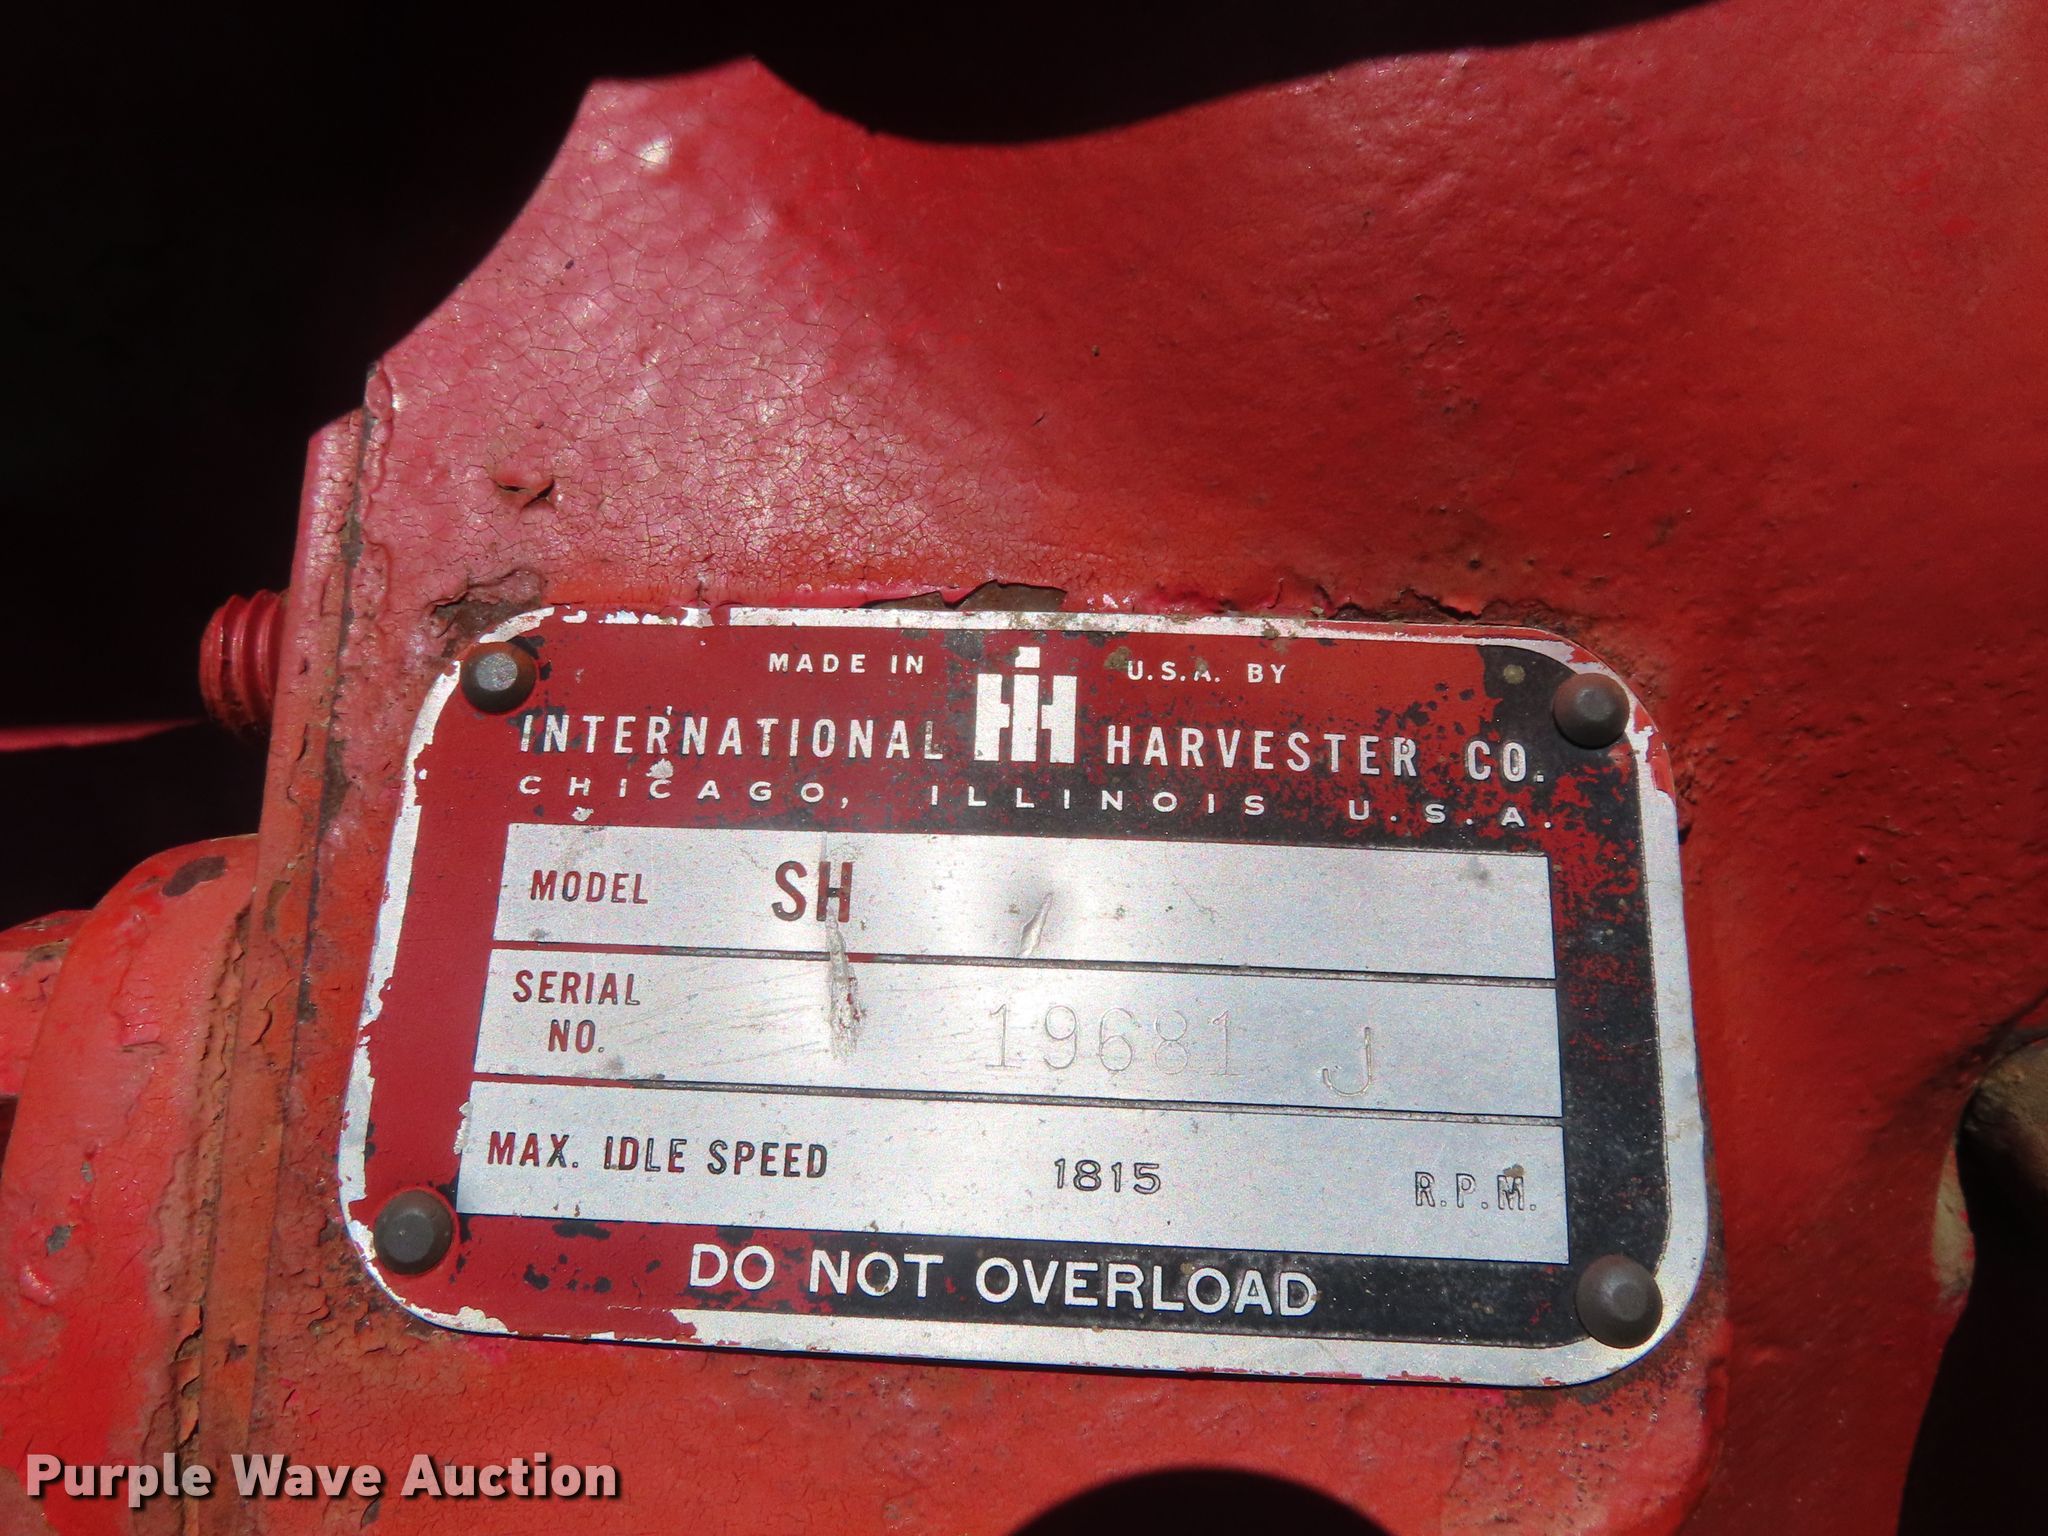 MADE IN IH U.S.A. BY
INTERNATIONAL HARVESTER CO.
CHICAGO, ILLINOIS U.S.A.
MODEL SH
SERIAL NO. 19681 J
MAX. IDLE SPEED 1815 R.P.M.
DO NOT OVERLOAD
Purple Wave Auction